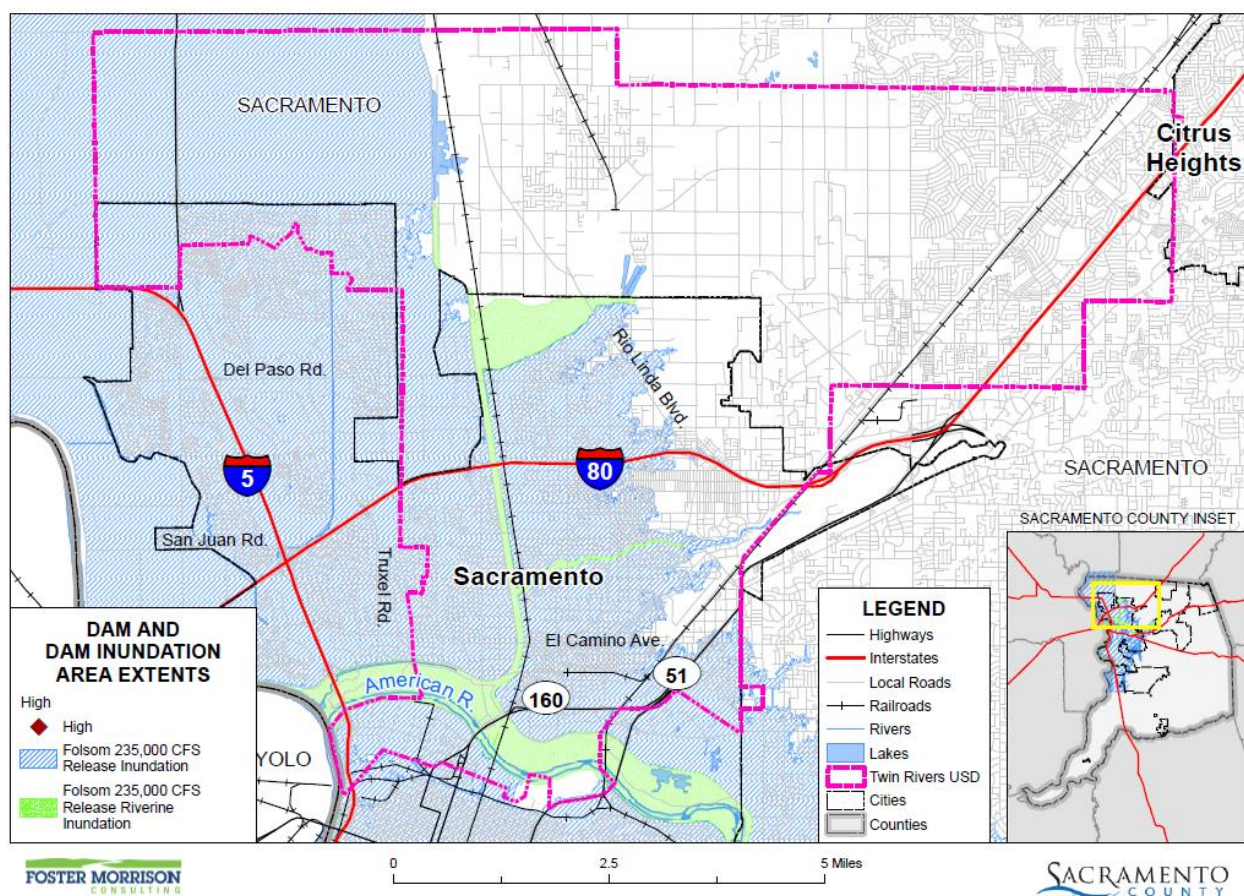 SACRAMENTO
Citrus
Heights
Rio Linda Blvd.
Del Paso Rd.
5
80
SACRAMENTO
San Juan Rd.
Truxel Rd.
Sacramento
El Camino Ave
American R.
160
51
YOLO
DAM AND
DAM INUNDATION
AREA EXTENTS
High
High
Folsom 235,000 CFS
Release Inundation
Folsom 235,000 CFS
Release Riverine
Inundation
LEGEND
Highways
Interstates
Local Roads
Railroads
Rivers
Lakes
Twin Rivers USD
Cities
Counties
SACRAMENTO COUNTY INSET
FOSTER MORRISON
CONSULTING
0
2.5
5 Miles
SACRAMENTO
COUNTY